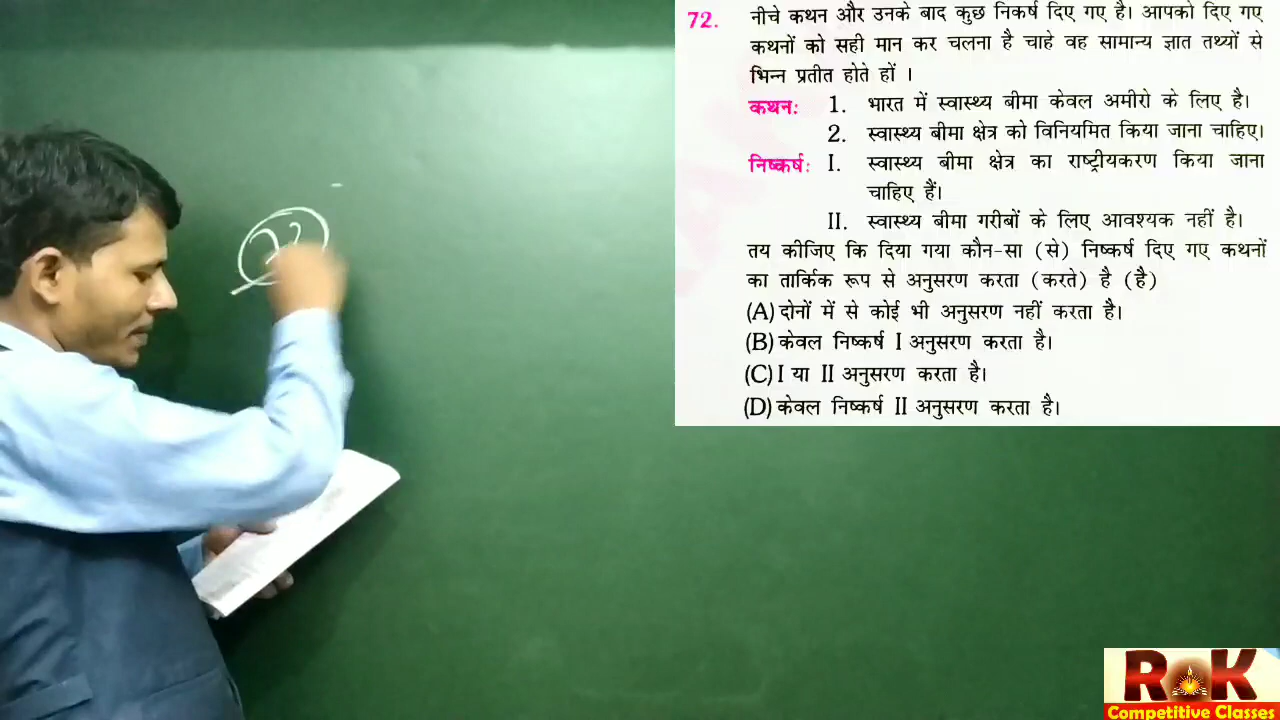 72. नीचे कथन और उनके बाद कुछ निकर्ष दिए गए है। आपको दिए गए
कथनों को सही मान कर चलना है चाहे वह सामान्य ज्ञात तथ्यों से
भिन्न प्रतीत होते हों ।
कथन: 1. भारत में स्वास्थ्य बीमा केवल अमीरो के लिए है।
2. स्वास्थ्य बीमा क्षेत्र को विनियमित किया जाना चाहिए।
निष्कर्ष: I. स्वास्थ्य बीमा क्षेत्र का राष्ट्रीयकरण किया जाना
चाहिए हैं।
II. स्वास्थ्य बीमा गरीबों के लिए आवश्यक नहीं है।
तय कीजिए कि दिया गया कौन-सा (से) निष्कर्ष दिए गए कथनों
का तार्किक रूप से अनुसरण करता (करते) है (है)
(A) दोनों में से कोई भी अनुसरण नहीं करता है।
(B) केवल निष्कर्ष I अनुसरण करता है।
(C) I या II अनुसरण करता है।
(D) केवल निष्कर्ष II अनुसरण करता है।
RK
Competitive Classes